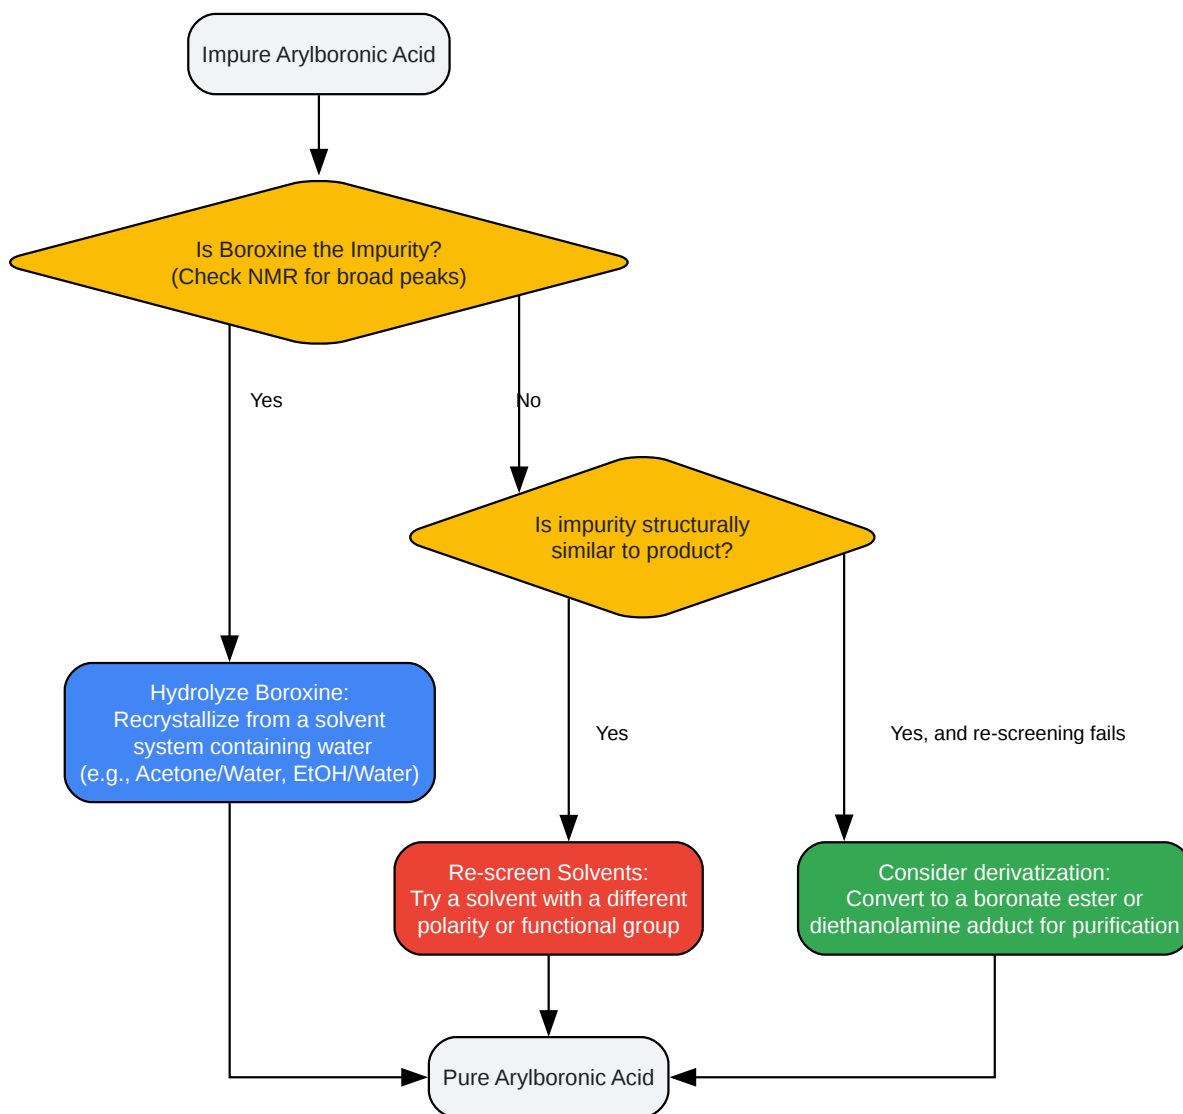 Impure Arylboronic Acid
Is Boroxine the Impurity?
(Check NMR for broad peaks)
Yes
No
Is impurity structurally
similar to product?
Hydrolyze Boroxine:
Recrystallize from a solvent
system containing water
(e.g., Acetone/Water, EtOH/Water)
Yes
Yes, and re-screening fails
Re-screen Solvents:
Try a solvent with a different
polarity or functional group
Consider derivatization:
Convert to a boronate ester or
diethanolamine adduct for purification
Pure Arylboronic Acid